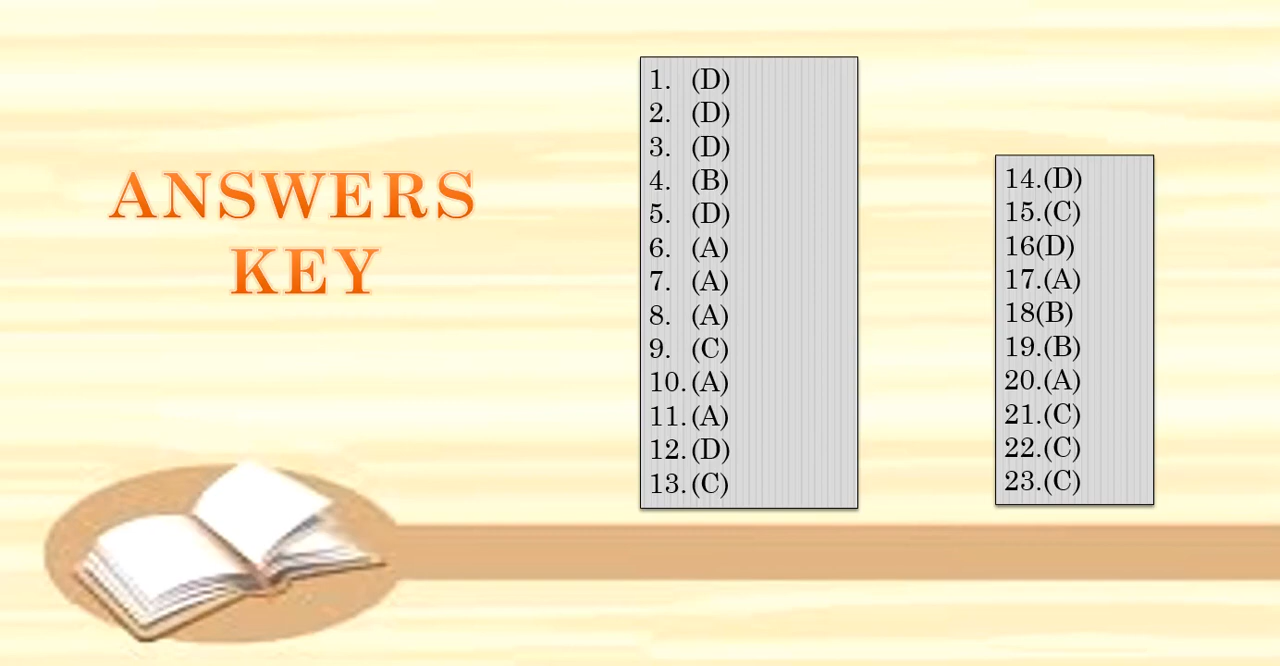 ANSWERS
KEY
1. (D)
2. (D)
3. (D)
4. (B)
5. (D)
6. (A)
7. (A)
8. (A)
9. (C)
10. (A)
11. (A)
12. (D)
13. (C)
14.(D)
15.(C)
16(D)
17.(A)
18(B)
19.(B)
20.(A)
21.(C)
22.(C)
23.(C)